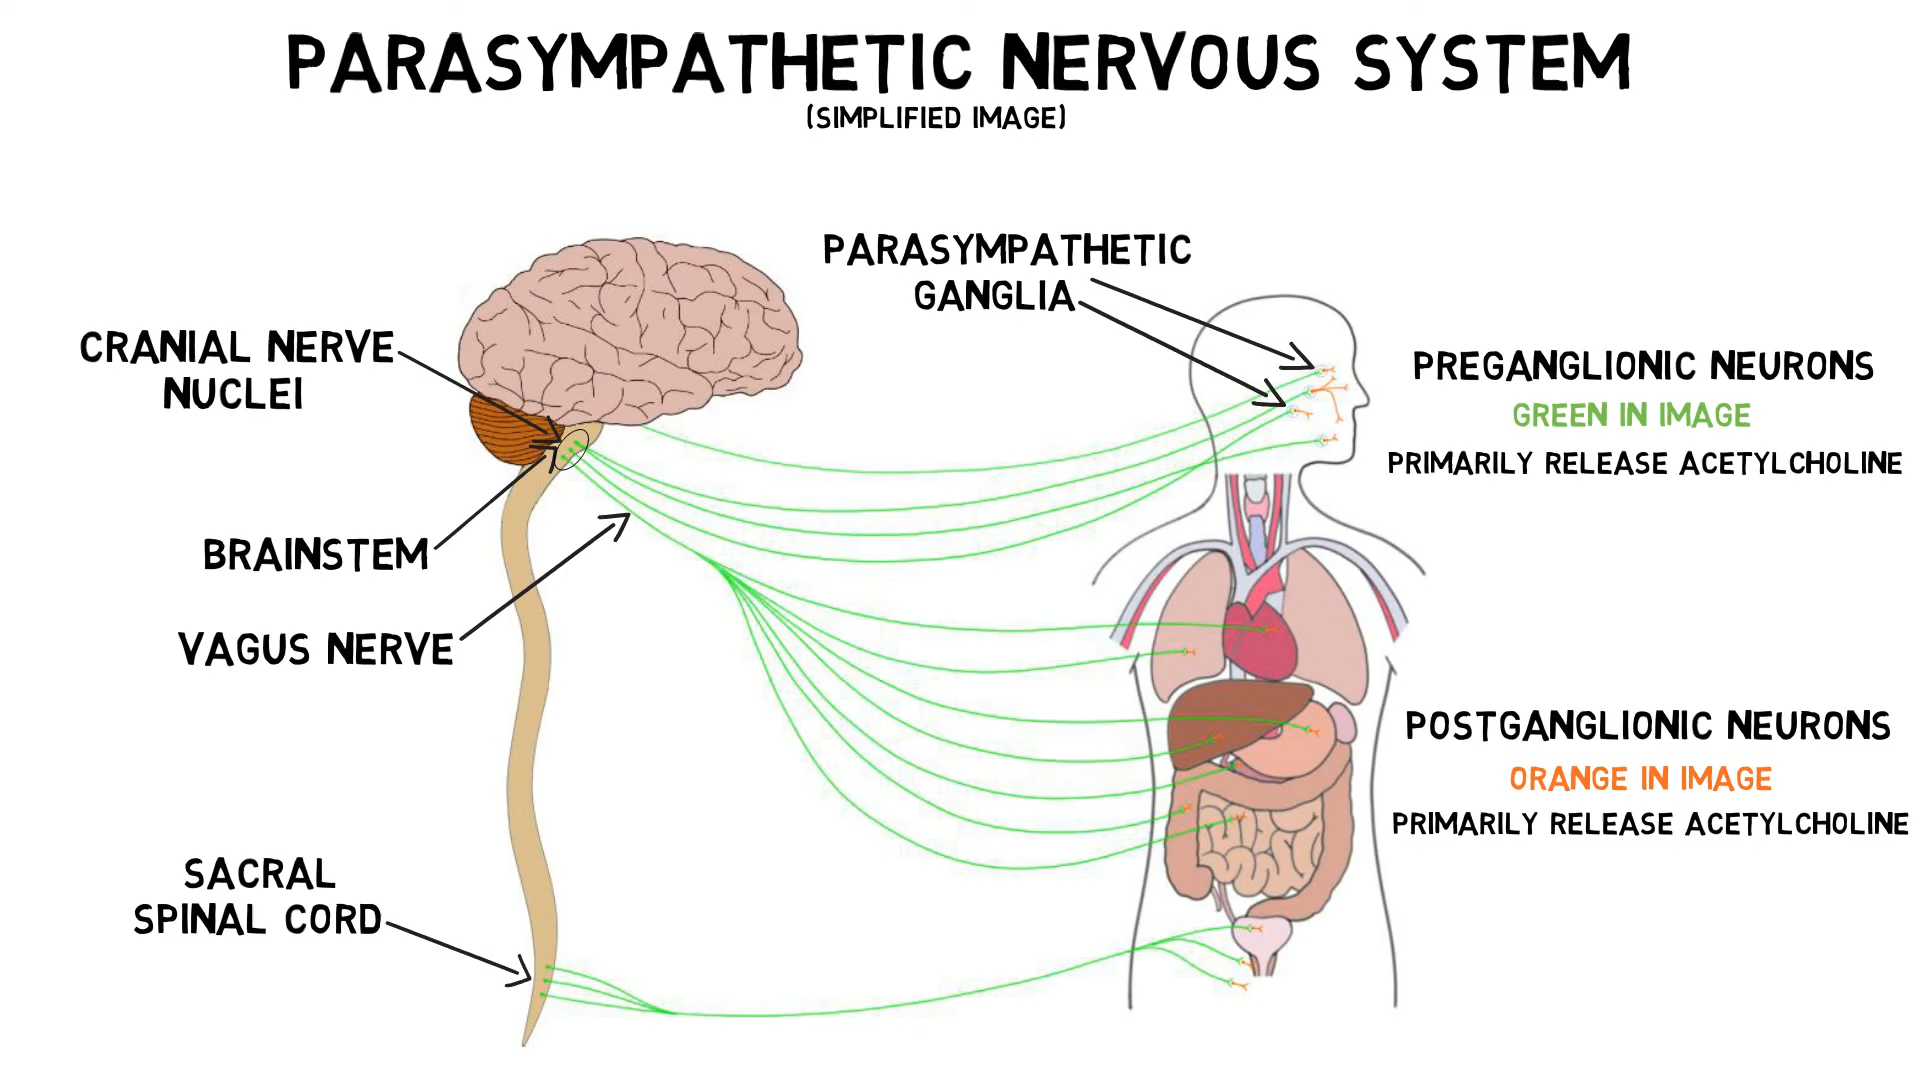 PARASYMPATHETIC NERVOUS SYSTEM
(SIMPLIFIED IMAGE)
PARASYMPATHETIC
GANGLIA
CRANIAL NERVE
NUCLEI
BRAINSTEM
VAGUS NERVE
SACRAL
SPINAL CORD
PREGANGLIONIC NEURONS
GREEN IN IMAGE
PRIMARILY RELEASE ACETYLCHOLINE
POSTGANGLIONIC NEURONS
ORANGE IN IMAGE
PRIMARILY RELEASE ACETYLCHOLINE